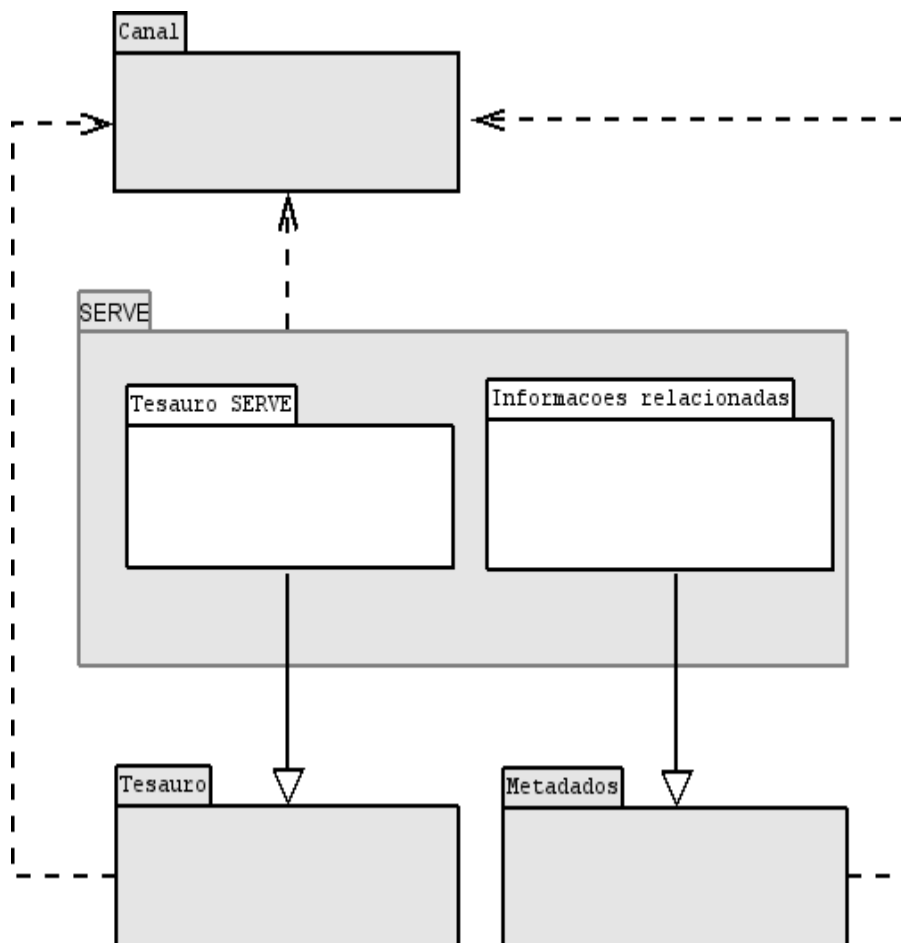 Canal
SERVE
Tesauro SERVE
Informacoes relacionadas
Tesauro
Metadados